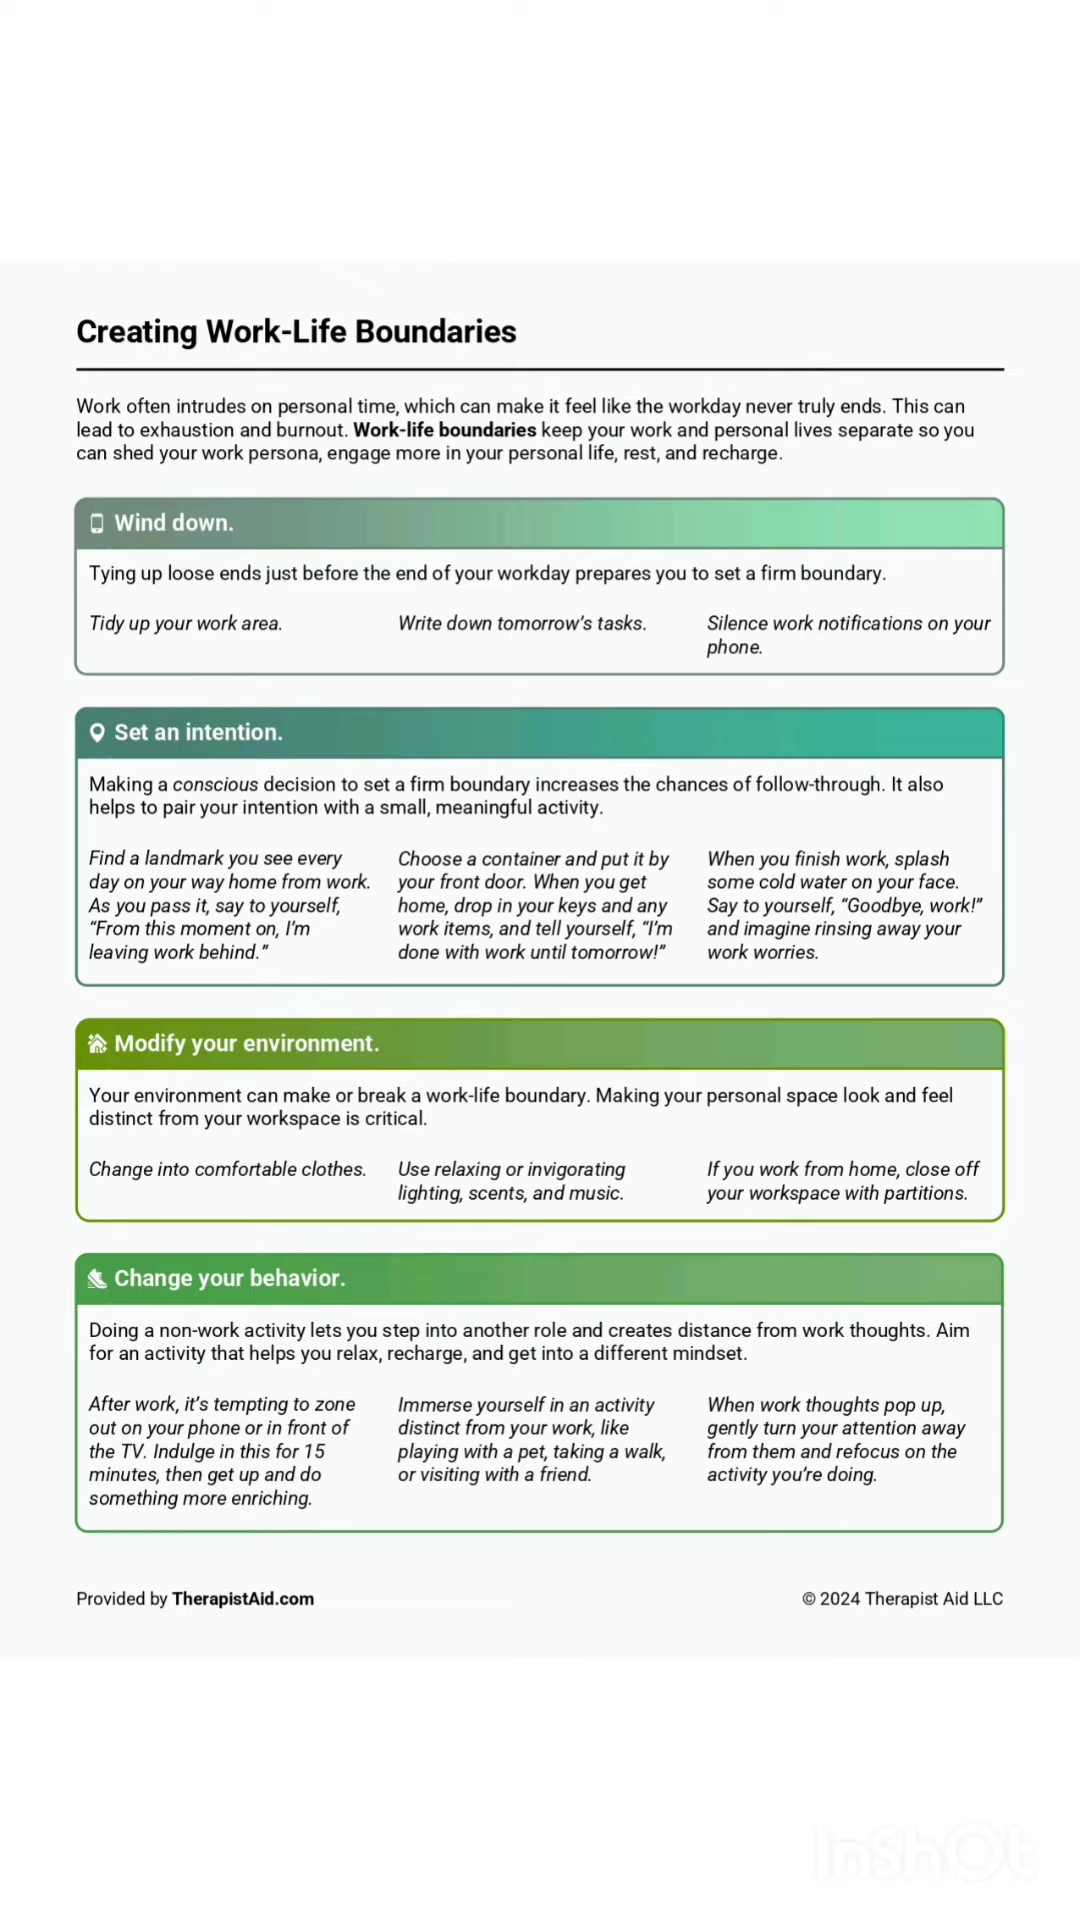 Creating Work-Life Boundaries
Work often intrudes on personal time, which can make it feel like the workday never truly ends. This can
lead to exhaustion and burnout. Work-life boundaries keep your work and personal lives separate so you
can shed your work persona, engage more in your personal life, rest, and recharge.
Wind down.
Tying up loose ends just before the end of your workday prepares you to set a firm boundary.
Tidy up your work area.
Write down tomorrow’s tasks.
Silence work notifications on your
phone.
Set an intention.
Making a conscious decision to set a firm boundary increases the chances of follow-through. It also
helps to pair your intention with a small, meaningful activity.
Find a landmark you see every
day on your way home from work.
As you pass it, say to yourself,
“From this moment on, I’m
leaving work behind.”
Choose a container and put it by
your front door. When you get
home, drop in your keys and any
work items, and tell yourself, “I’m
done with work until tomorrow!”
When you finish work, splash
some cold water on your face.
Say to yourself, “Goodbye, work!”
and imagine rinsing away your
work worries.
Modify your environment.
Your environment can make or break a work-life boundary. Making your personal space look and feel
distinct from your workspace is critical.
Change into comfortable clothes.
Use relaxing or invigorating
lighting, scents, and music.
If you work from home, close off
your workspace with partitions.
Change your behavior.
Doing a non-work activity lets you step into another role and creates distance from work thoughts. Aim
for an activity that helps you relax, recharge, and get into a different mindset.
After work, it’s tempting to zone
out on your phone or in front of
the TV. Indulge in this for 15
minutes, then get up and do
something more enriching.
Immerse yourself in an activity
distinct from your work, like
playing with a pet, taking a walk,
or visiting with a friend.
When work thoughts pop up,
gently turn your attention away
from them and refocus on the
activity you’re doing.
Provided by TherapistAid.com
© 2024 Therapist Aid LLC
InShOt